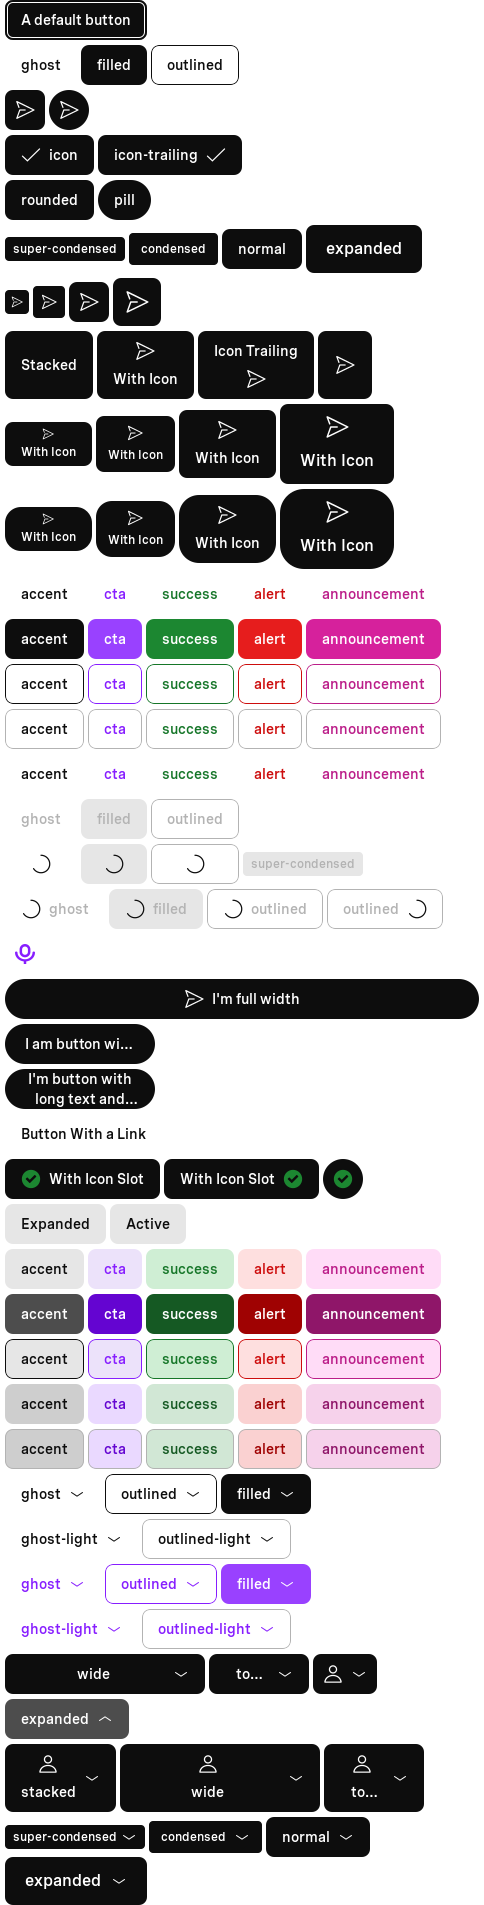 A default button
ghost filled outlined
icon icon-trailing
rounded pill
super-condensed condensed normal expanded
Stacked With Icon Icon Trailing
With Icon With Icon With Icon With Icon
With Icon With Icon With Icon With Icon
accent cta success alert announcement
accent cta success alert announcement
accent cta success alert announcement
accent cta success alert announcement
accent cta success alert announcement
ghost filled outlined
super-condensed
ghost filled outlined outlined
I'm full width
I am button wi...
I'm button with
long text and...
Button With a Link
With Icon Slot With Icon Slot
Expanded Active
accent cta success alert announcement
accent cta success alert announcement
accent cta success alert announcement
accent cta success alert announcement
accent cta success alert announcement
ghost outlined filled
ghost-light outlined-light
ghost outlined filled
ghost-light outlined-light
wide to...
expanded
stacked wide to...
super-condensed condensed normal
expanded